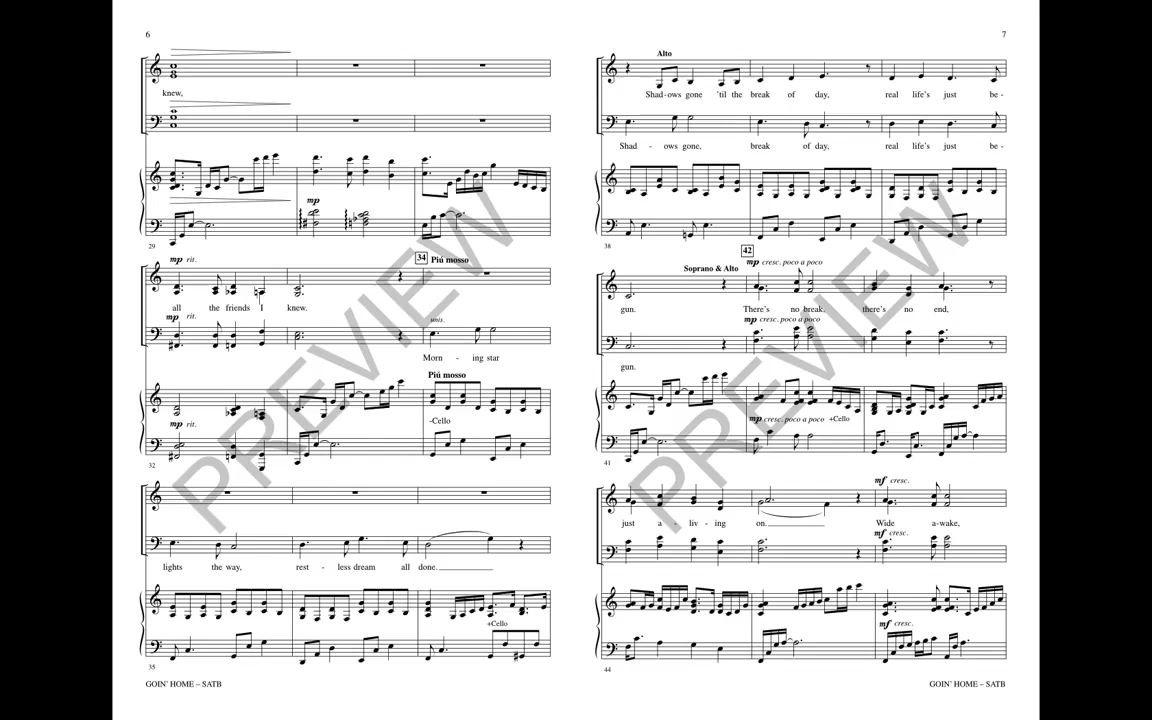 6
knew,
mp
29
mp rit.
34 Più mosso
all the friends I knew.
mp rit.
unis.
Morn - ing star
Più mosso
mp rit.
-Cello
32
lights the way, rest - less dream all done.
+Cello
35
GOIN' HOME – SATB
7
Alto
Shad - ows gone 'til the break of day, real life's just be -
Shad - ows gone, break of day, real life's just be -
38
42
mp cresc. poco a poco
Soprano & Alto
gun. There's no break, there's no end,
mp cresc. poco a poco
gun.
mp cresc. poco a poco +Cello
41
mf cresc.
just a - liv - ing on. Wide a-wake,
mf cresc.
mf cresc.
44
GOIN' HOME – SATB
PREVIEW
PREVIEW